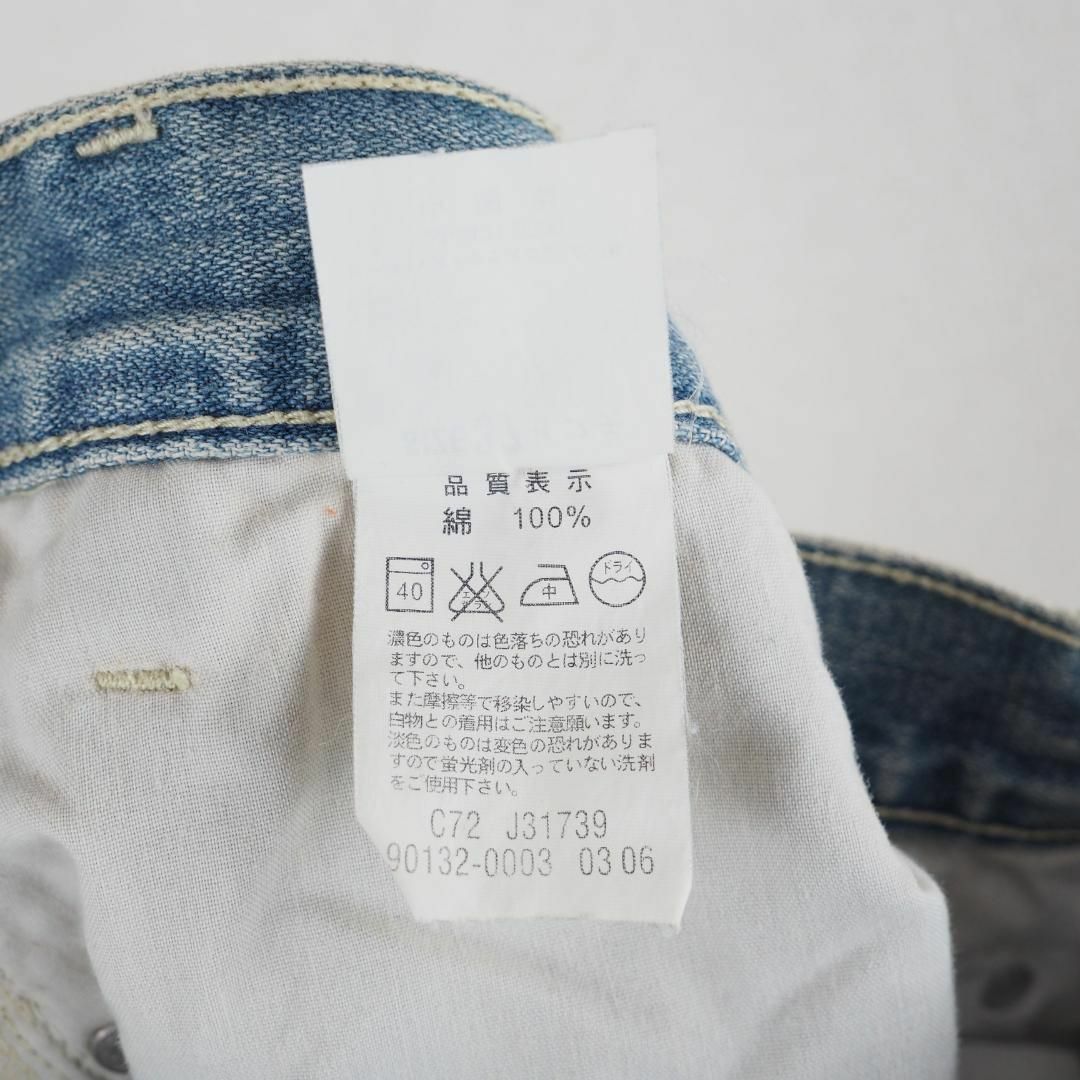 品質表示
綿 100%
40 エンソ サラシ 中 ドライ
濃色のものは色落ちの恐れがあり
ますので、他のものとは別に洗っ
て下さい。
また摩擦等で移染しやすいので、
白物との着用はご注意願います。
淡色のものは変色の恐れがありま
すので蛍光剤の入っていない洗剤
をご使用下さい。
C72 J31739
90132-0003 03 06